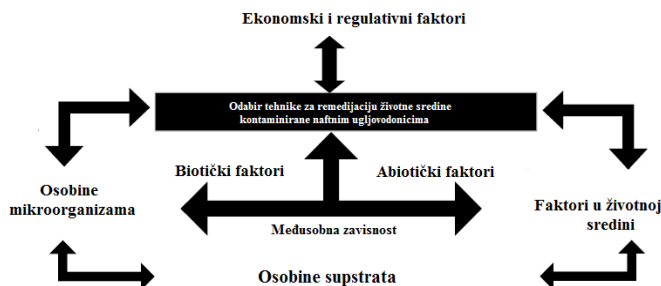 Ekonomski i regulativni faktori
Odabir tehnike za remedijaciju životne sredine
kontaminirane naftnim ugljovodonicima
Biotički faktori
Abiotički faktori
Osobine
mikroorganizama
Faktori u životnoj
sredini
Međusobna zavisnost
Osobine supstrata